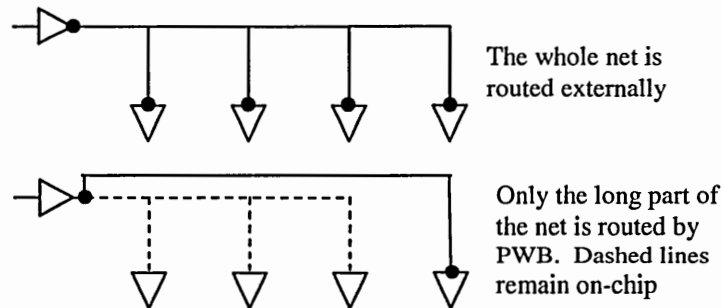 The whole net is
routed externally
Only the long part of
the net is routed by
PWB. Dashed lines
remain on-chip